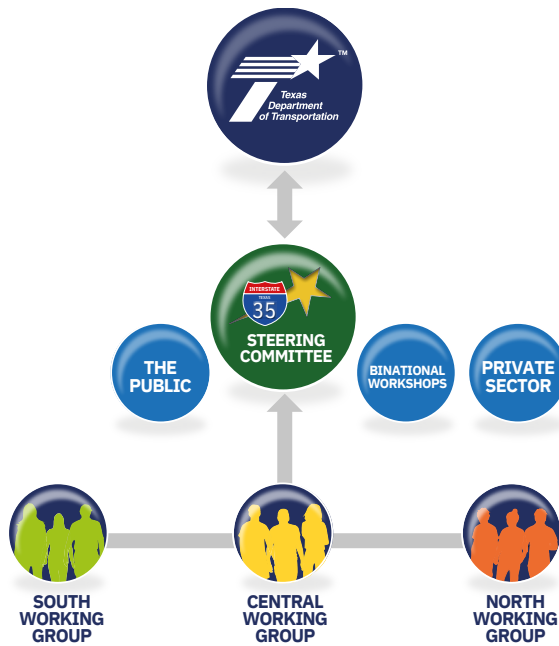 TM
Texas
Department
of Transportation
INTERSTATE
TEXAS
35
STEERING
COMMITTEE
THE
PUBLIC
BINATIONAL
WORKSHOPS
PRIVATE
SECTOR
SOUTH
WORKING
GROUP
CENTRAL
WORKING
GROUP
NORTH
WORKING
GROUP